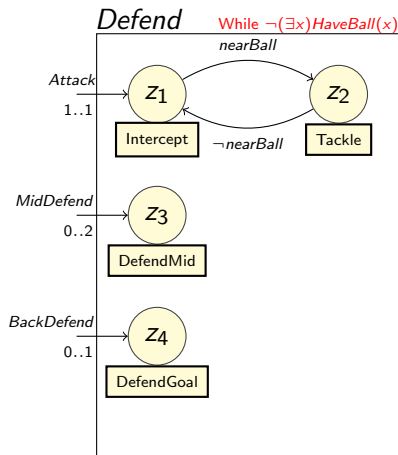 Defend
While ¬(∃x)HaveBall(x)
nearBall
Attack
1..1
z1
z2
Intercept
Tackle
¬nearBall
MidDefend
0..2
z3
DefendMid
BackDefend
0..1
z4
DefendGoal